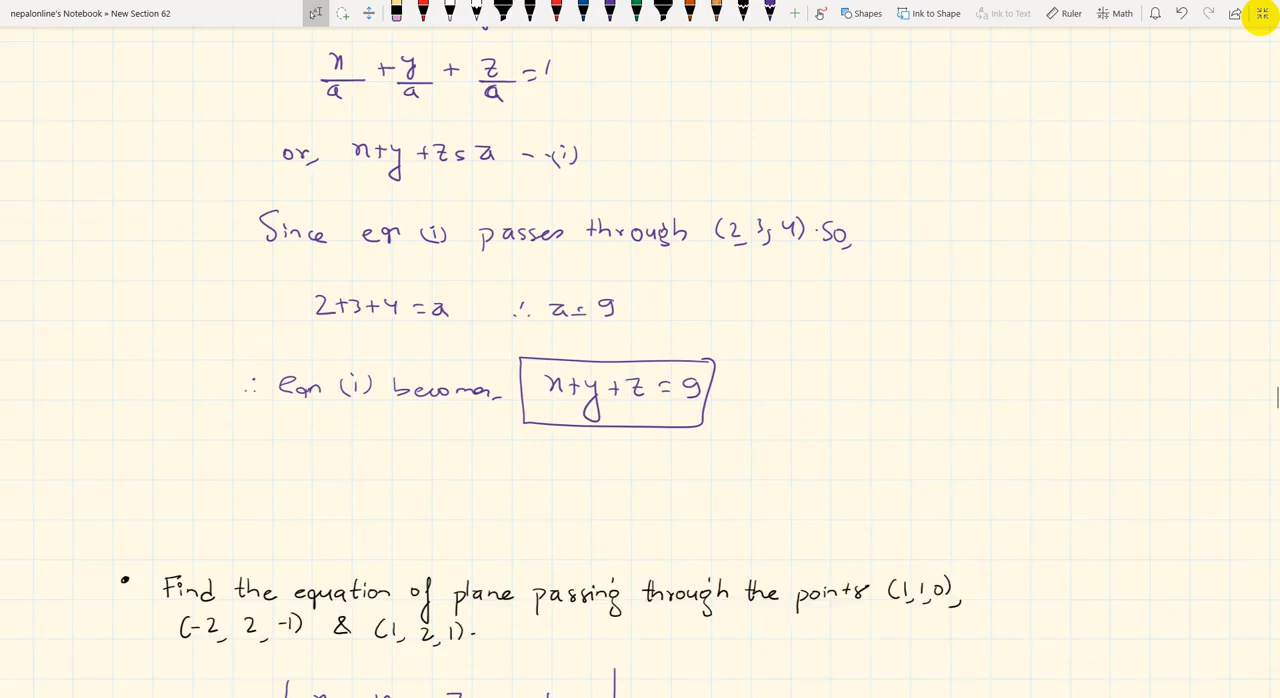 nepalonline's Notebook » New Section 62
Shapes Ink to Shape Ink to Text Ruler Math
x/a + y/a + z/a = 1
or, x+y+z = a -- (i)
Since eqn (i) passes through (2, 3, 4). So,
2+3+4 = a ∴ a = 9
∴ Eqn (i) becomes x+y+z = 9
• Find the equation of plane passing through the points (1,1,0),
(-2, 2, -1) & (1, 2, 1).